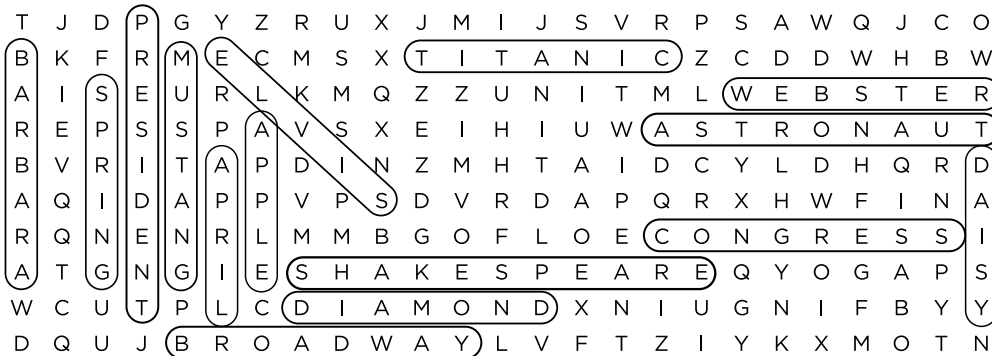 T J D P G Y Z R U X J M I J S V R P S A W Q J C O
B K F R M E C M S X T I T A N I C Z C D D W H B W
A I S E U R L K M Q Z Z U N I T M L W E B S T E R
R E P S S P A V S X E I H I U W A S T R O N A U T
B V R I T A P D I N Z M H T A I D C Y L D H Q R D
A Q I D A P P V P S D V R D A P Q R X H W F I N A
R Q N E N R L M M B G O F L O E C O N G R E S S I
A T G N G I E S H A K E S P E A R E Q Y O G A P S
W C U T P L C D I A M O N D X N I U G N I F B Y Y
D Q U J B R O A D W A Y L V F T Z I Y K X M O T N